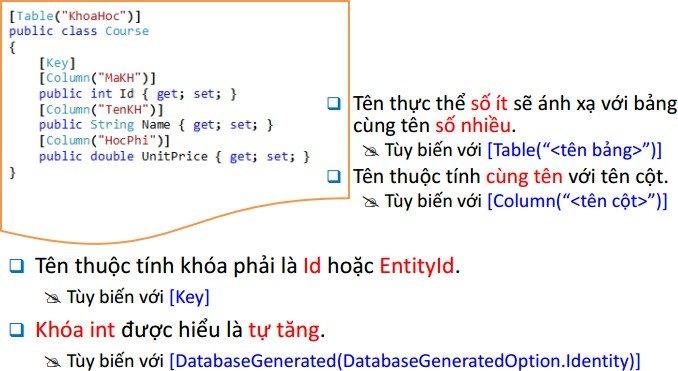 [Table("KhoaHoc")]
public class Course
{
[Key]
[Column("MaKH")]
public int Id { get; set; }
[Column("TenKH")]
public String Name { get; set; }
[Column("HocPhi")]
public double UnitPrice { get; set; }
}
Tên thực thể số ít sẽ ánh xạ với bảng
cùng tên số nhiều.
Tùy biến với [Table(“<tên bảng>”)]
Tên thuộc tính cùng tên với tên cột.
Tùy biến với [Column(“<tên cột>”)]
Tên thuộc tính khóa phải là Id hoặc EntityId.
Tùy biến với [Key]
Khóa int được hiểu là tự tăng.
Tùy biến với [DatabaseGenerated(DatabaseGeneratedOption.Identity)]